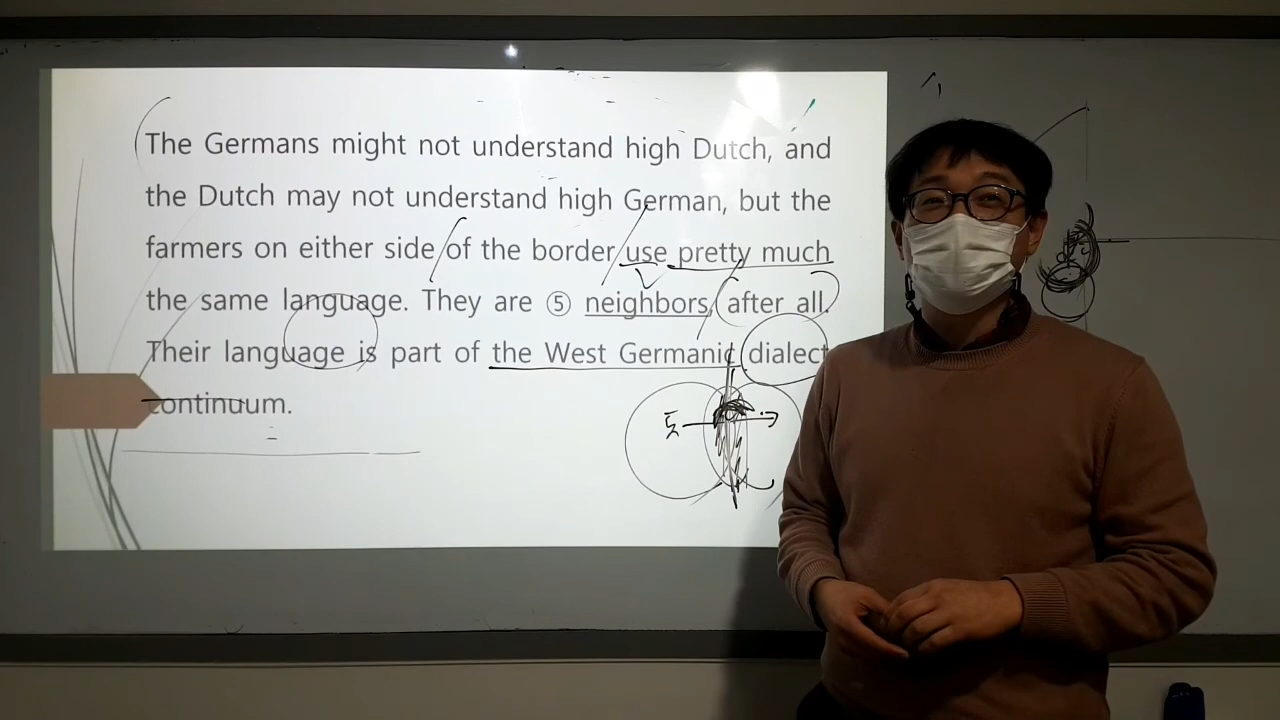 The Germans might not understand high Dutch, and
the Dutch may not understand high German, but the
farmers on either side of the border use pretty much
the same language. They are ⑤ neighbors, after all.
Their language is part of the West Germanic dialect
continuum.